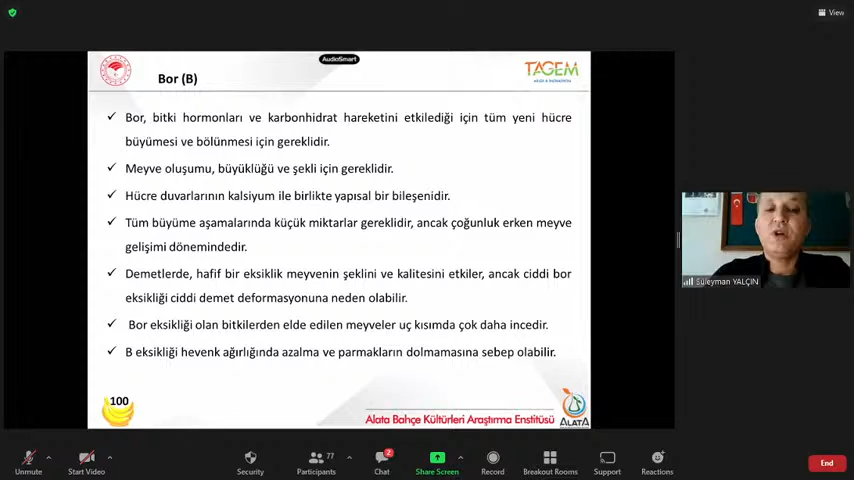 View
AudioSmart
Bor (B)
TAGEM
✓ Bor, bitki hormonları ve karbonhidrat hareketini etkilediği için tüm yeni hücre
büyümesi ve bölünmesi için gereklidir.
✓ Meyve oluşumu, büyüklüğü ve şekli için gereklidir.
✓ Hücre duvarlarının kalsiyum ile birlikte yapısal bir bileşenidir.
✓ Tüm büyüme aşamalarında küçük miktarlar gereklidir, ancak çoğunluk erken meyve
gelişimi dönemindedir.
✓ Demetlerde, hafif bir eksiklik meyvenin şeklini ve kalitesini etkiler, ancak ciddi bor
eksikliği ciddi demet deformasyonuna neden olabilir.
✓ Bor eksikliği olan bitkilerden elde edilen meyveler uç kısımda çok daha incedir.
✓ B eksikliği hevenk ağırlığında azalma ve parmakların dolmamasına sebep olabilir.
100
Alata Bahçe Kültürleri Araştırma Enstitüsü
ALATA
Süleyman YALÇIN
Unmute
Start Video
Security
Participants 77
Chat 2
Share Screen
Record
Breakout Rooms
Support
Reactions
End